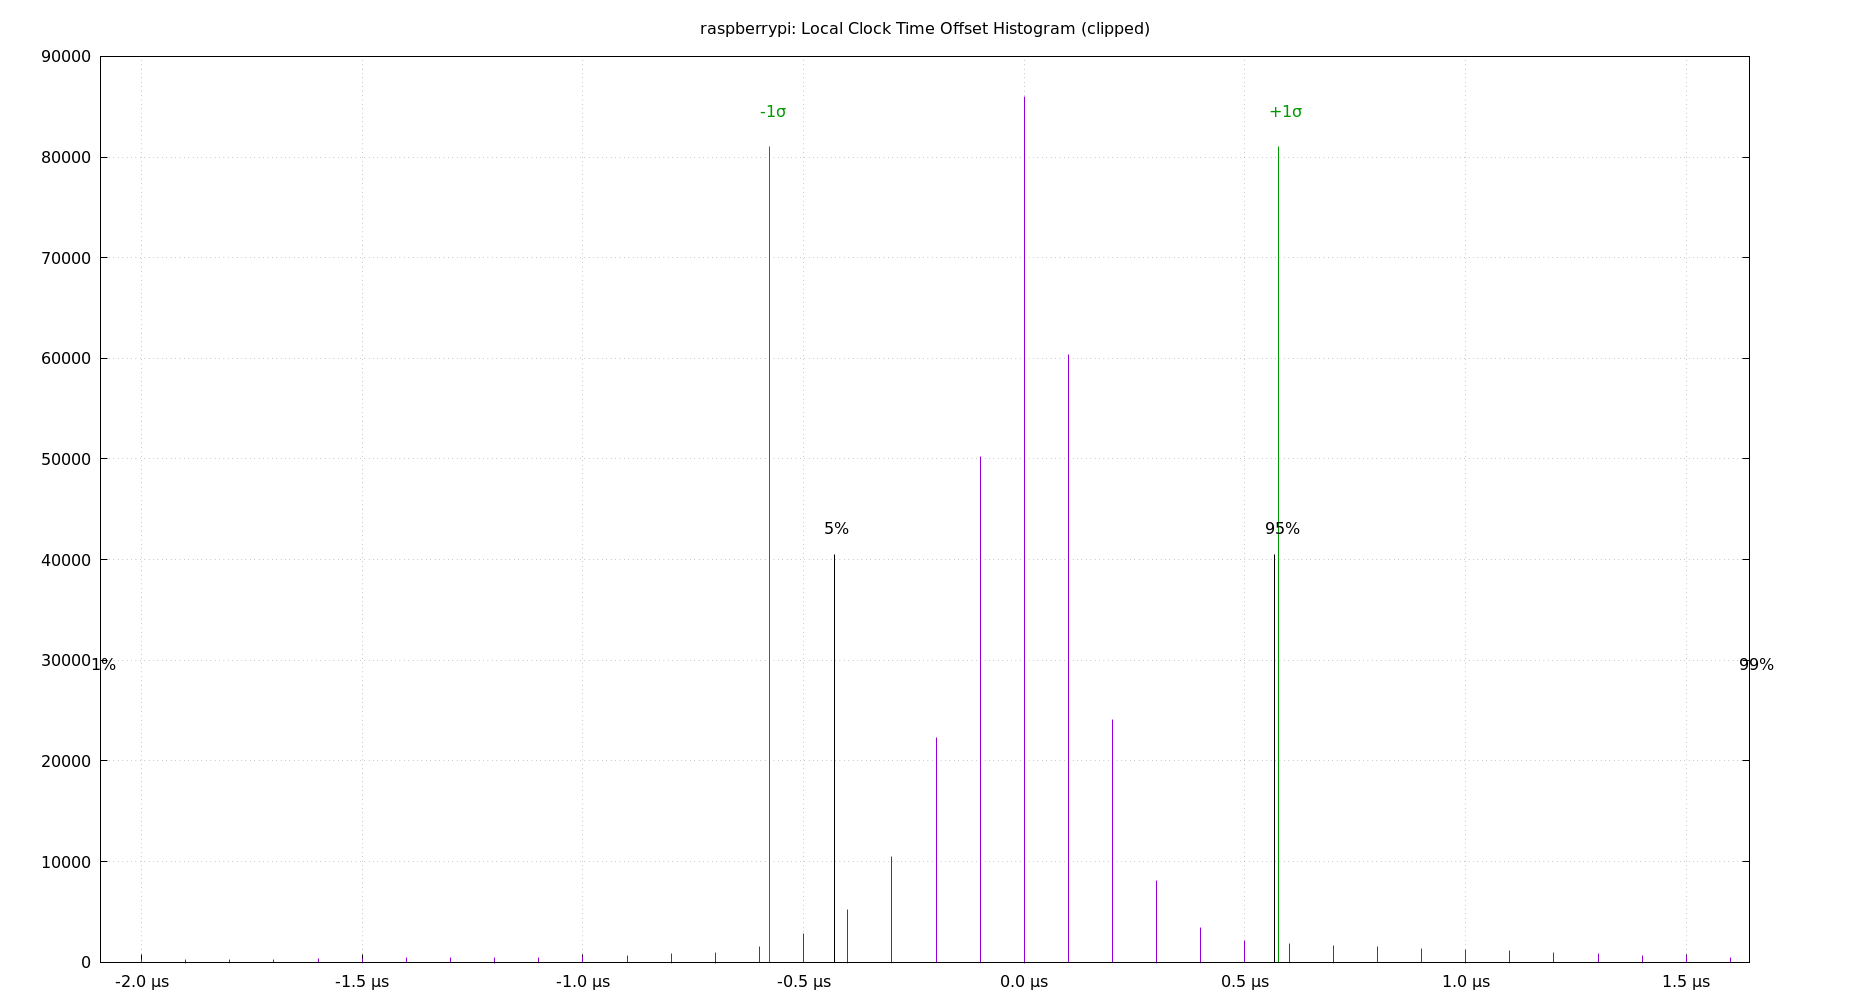 raspberrypi: Local Clock Time Offset Histogram (clipped)
90000
-1σ
+1σ
80000
70000
60000
50000
5%
95%
40000
30000
1%
99%
20000
10000
0
-2.0 μs
-1.5 μs
-1.0 μs
-0.5 μs
0.0 μs
0.5 μs
1.0 μs
1.5 μs